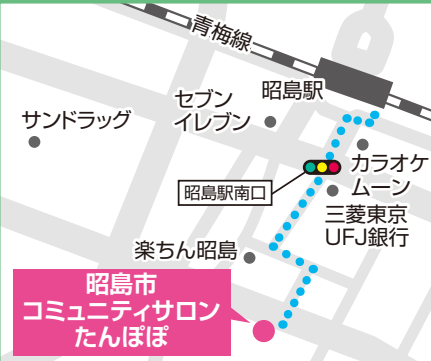 青梅線
昭島駅
セブン
イレブン
サンドラッグ
カラオケ
ムーン
昭島駅南口
三菱東京
UFJ銀行
楽ちん昭島
昭島市
コミュニティサロン
たんぽぽ